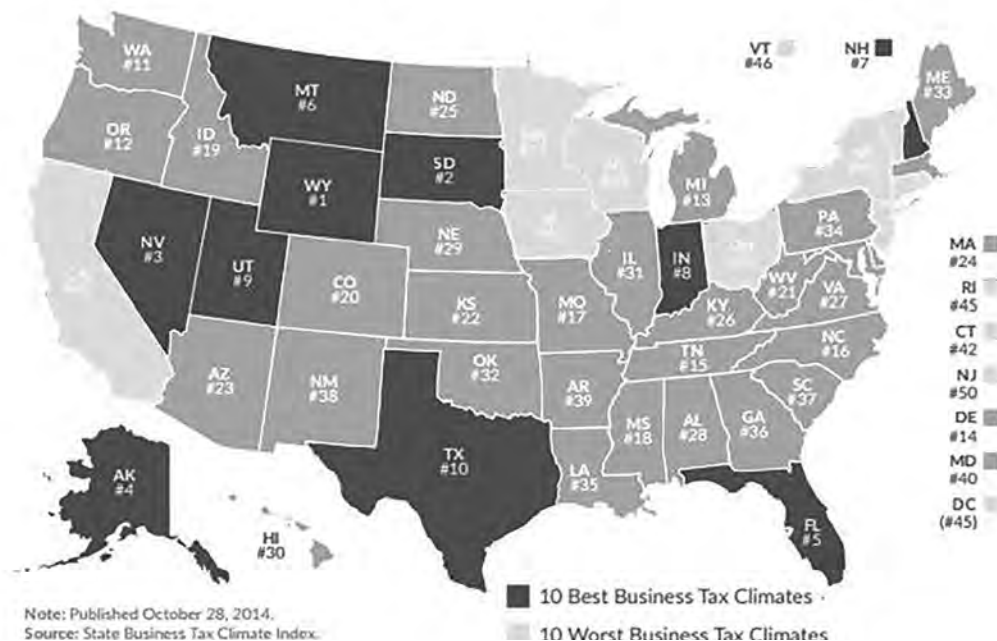 WA
#11
MT
#6
ND
#25
VT
#46
NH
#7
ME
#33
OR
#12
ID
#19
SD
#2
WY
#1
MI
#13
NV
#3
UT
#9
NE
#29
CO
#20
IL
#31
IN
#8
PA
#34
MA
#24
KS
#22
MO
#17
KY
#26
WV
#21
VA
#27
RI
#45
AZ
#23
NM
#38
OK
#32
AR
#39
TN
#15
NC
#16
CT
#42
SC
#37
NJ
#50
TX
#10
LA
#35
MS
#18
AL
#28
GA
#36
DE
#14
AK
#4
MD
#40
HI
#30
FL
#5
DC
(#45)
Note: Published October 28, 2014.
Source: State Business Tax Climate Index.
10 Best Business Tax Climates
10 Worst Business Tax Climates